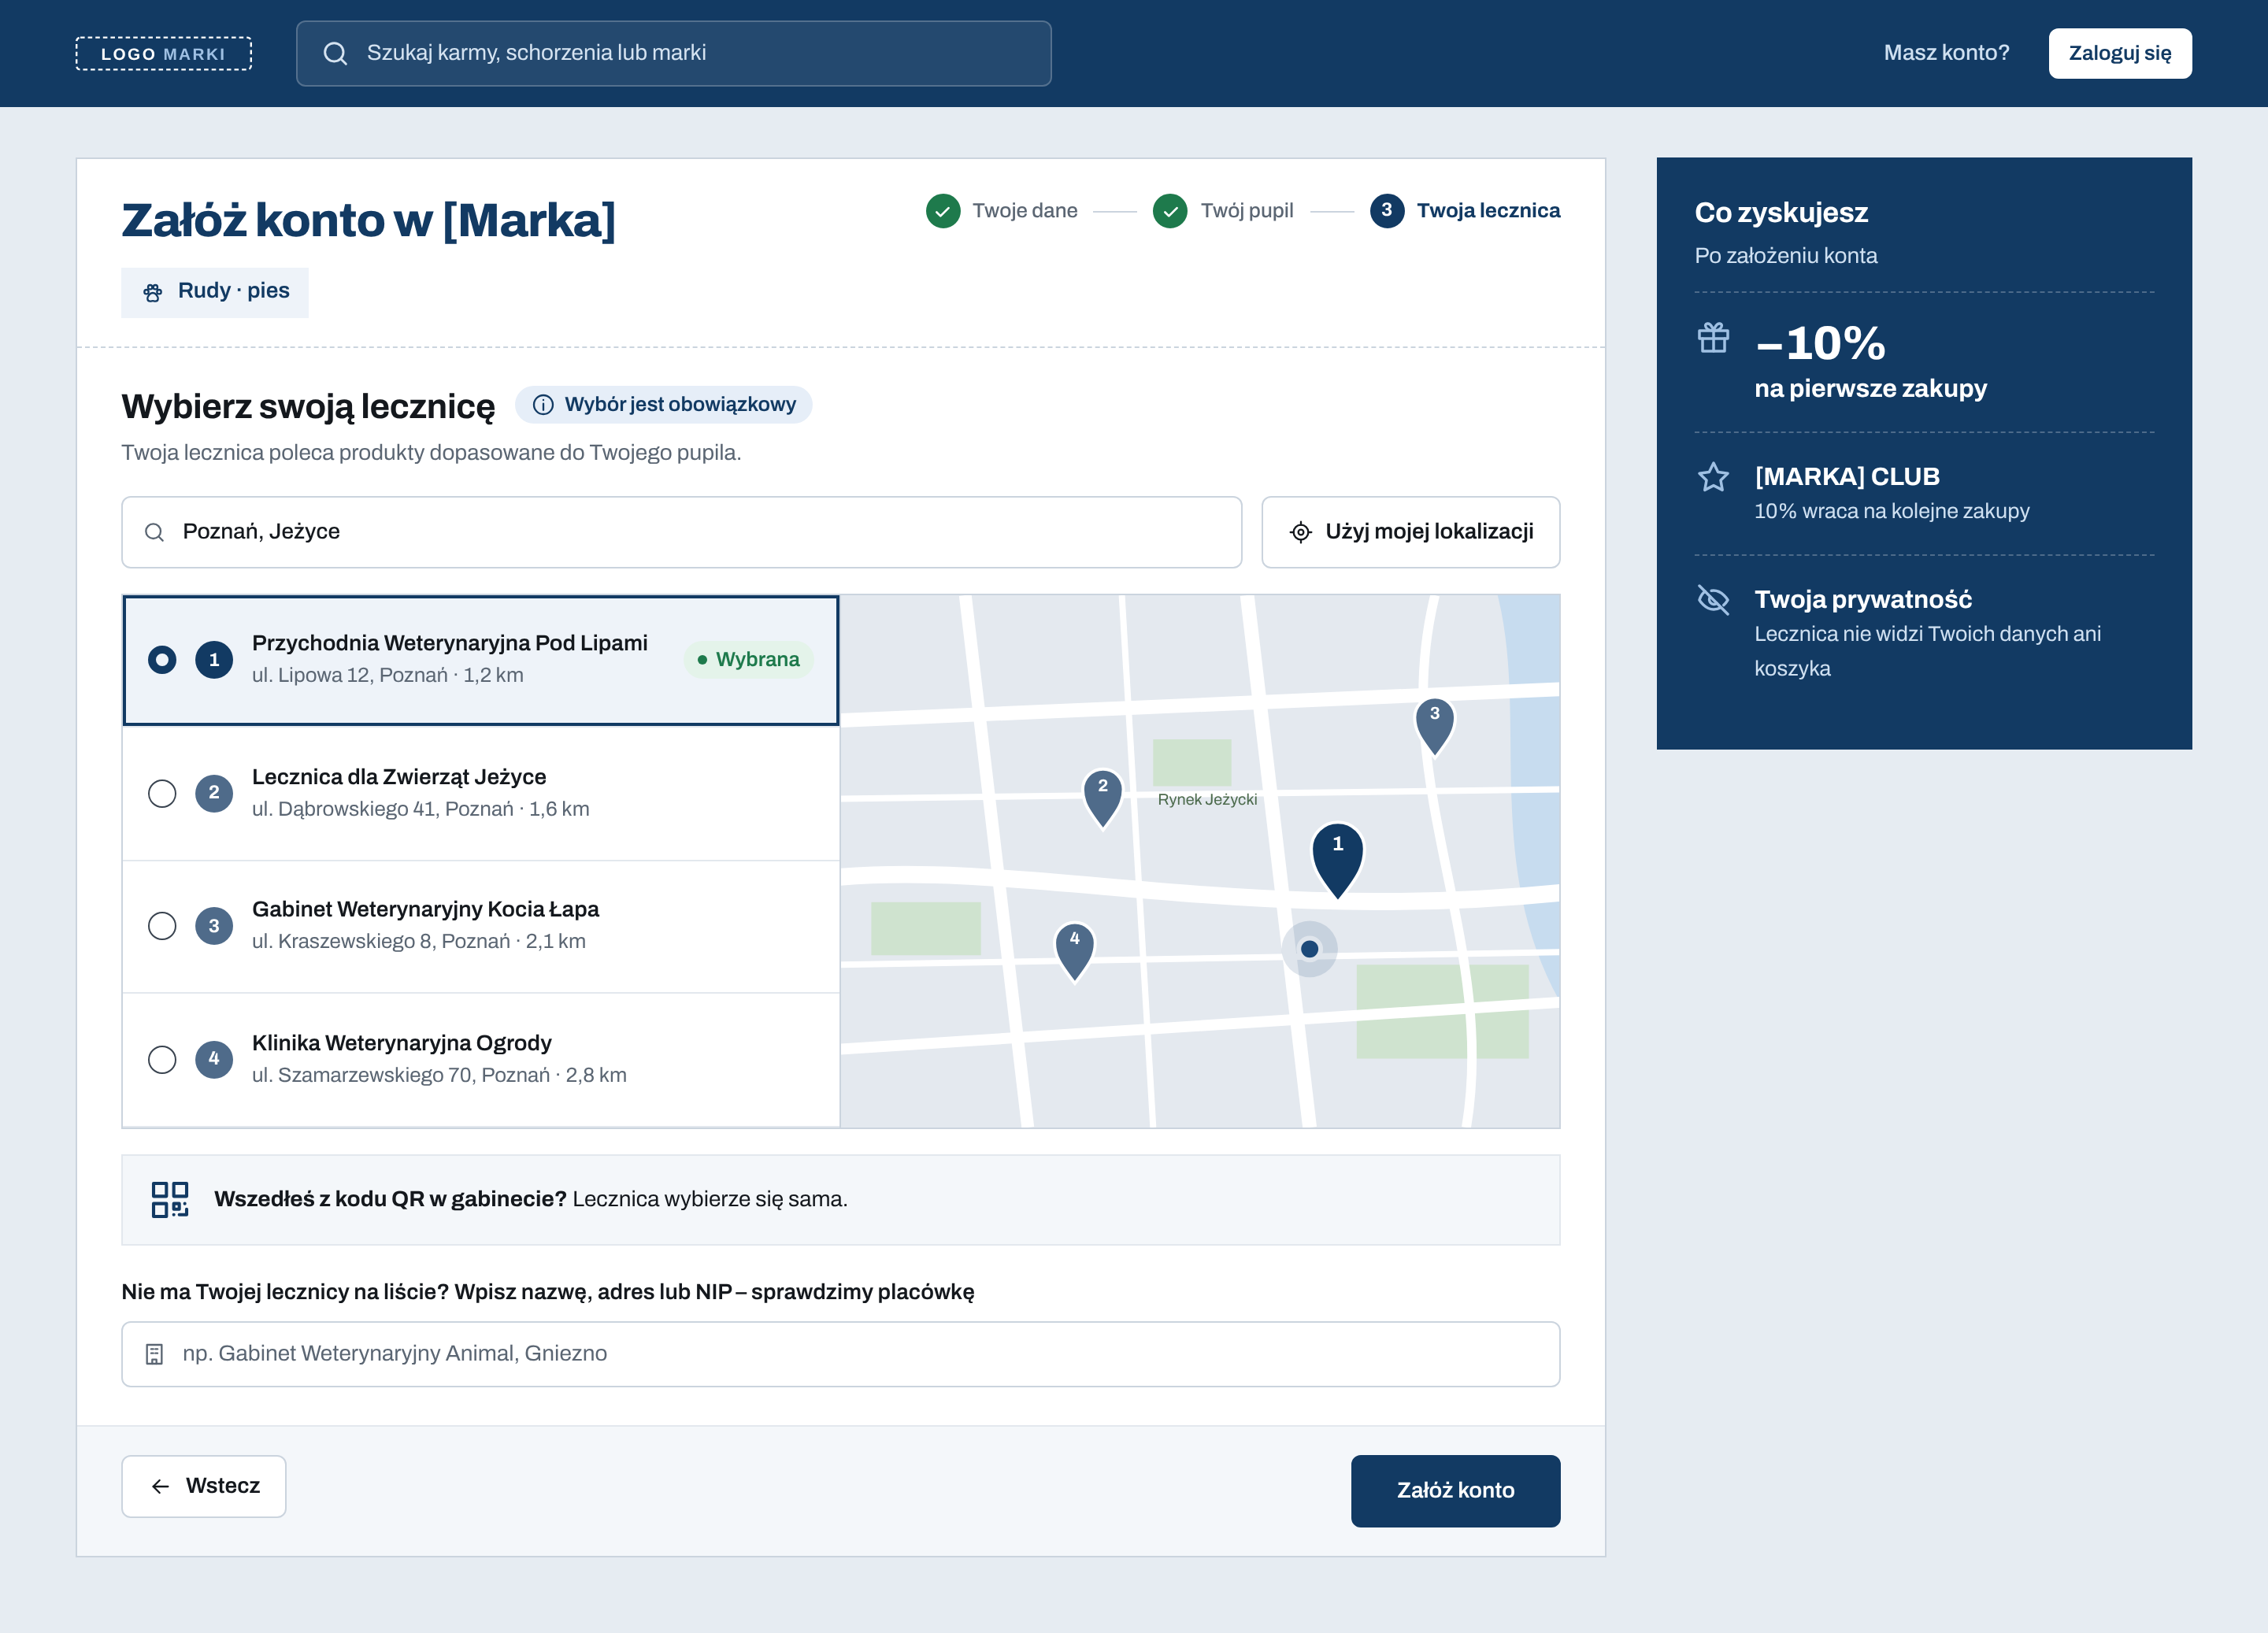 LOGO MARKI
Szukaj karmy, schorzenia lub marki
Masz konto?
Zaloguj się
Załóż konto w [Marka]
Twoje dane
Twój pupil
3
Twoja lecznica
Rudy · pies
Wybierz swoją lecznicę
Wybór jest obowiązkowy
Twoja lecznica poleca produkty dopasowane do Twojego pupila.
Poznań, Jeżyce
Użyj mojej lokalizacji
1
Przychodnia Weterynaryjna Pod Lipami
ul. Lipowa 12, Poznań · 1,2 km
Wybrana
2
Lecznica dla Zwierząt Jeżyce
ul. Dąbrowskiego 41, Poznań · 1,6 km
3
Gabinet Weterynaryjny Kocia Łapa
ul. Kraszewskiego 8, Poznań · 2,1 km
4
Klinika Weterynaryjna Ogrody
ul. Szamarzewskiego 70, Poznań · 2,8 km
3
2
Rynek Jeżycki
1
4
Wszedłeś z kodu QR w gabinecie? Lecznica wybierze się sama.
Nie ma Twojej lecznicy na liście? Wpisz nazwę, adres lub NIP – sprawdzimy placówkę
np. Gabinet Weterynaryjny Animal, Gniezno
Wstecz
Załóż konto
Co zyskujesz
Po założeniu konta
–10%
na pierwsze zakupy
[MARKA] CLUB
10% wraca na kolejne zakupy
Twoja prywatność
Lecznica nie widzi Twoich danych ani
koszyka